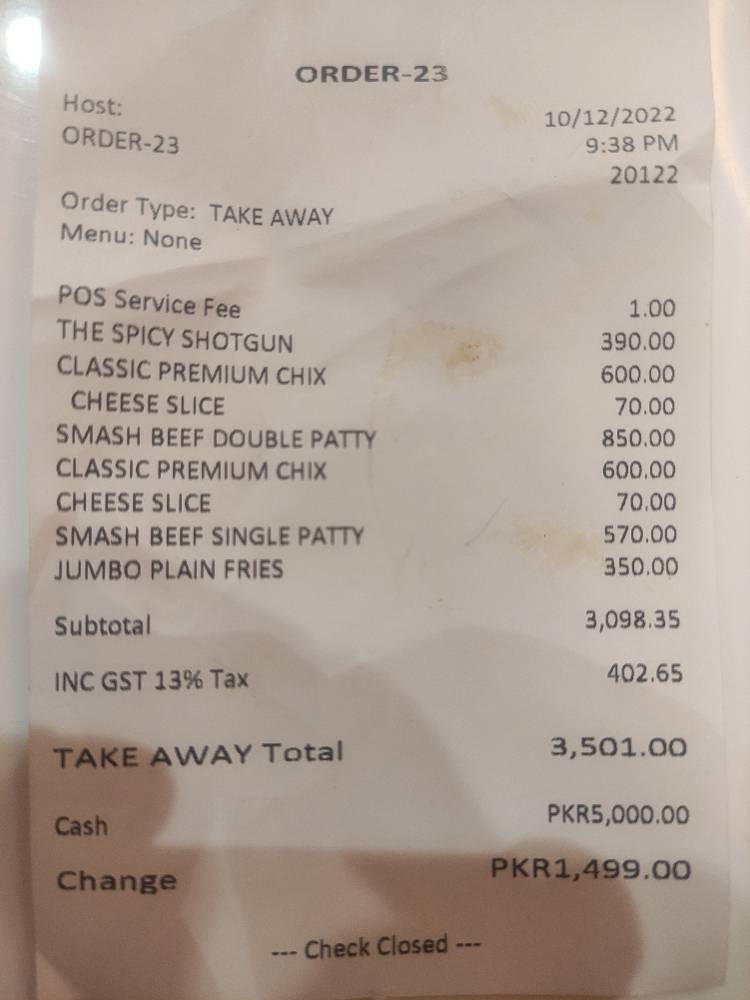 ORDER-23
Host: 10/12/2022
ORDER-23 9:38 PM
20122
Order Type: TAKE AWAY
Menu: None
POS Service Fee 1.00
THE SPICY SHOTGUN 390.00
CLASSIC PREMIUM CHIX 600.00
CHEESE SLICE 70.00
SMASH BEEF DOUBLE PATTY 850.00
CLASSIC PREMIUM CHIX 600.00
CHEESE SLICE 70.00
SMASH BEEF SINGLE PATTY 570.00
JUMBO PLAIN FRIES 350.00
Subtotal 3,098.35
INC GST 13% Tax 402.65
TAKE AWAY Total 3,501.00
Cash PKR5,000.00
Change PKR1,499.00
--- Check Closed ---